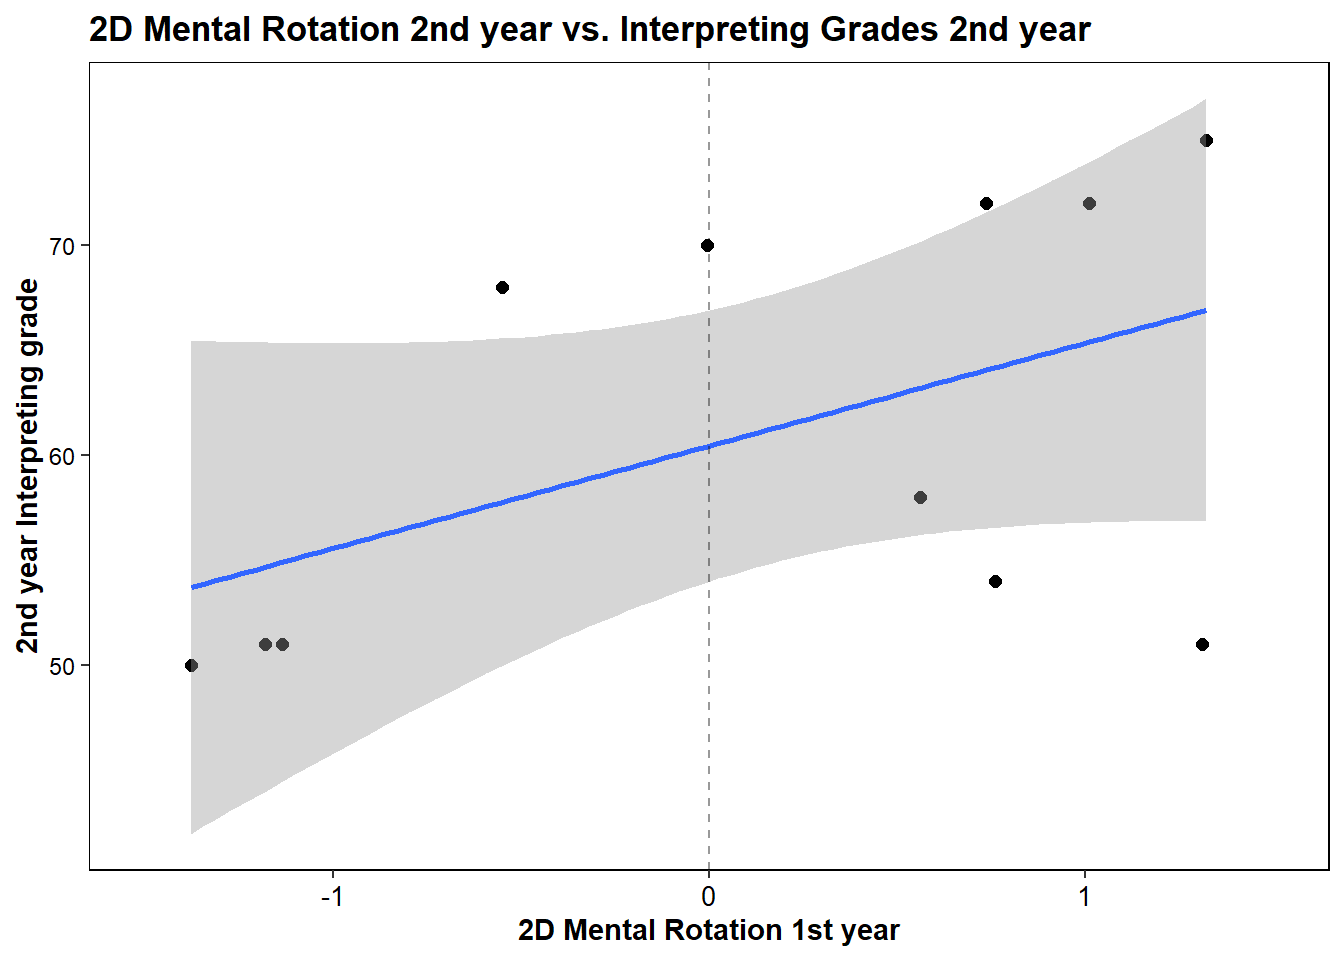 2D Mental Rotation 2nd year vs. Interpreting Grades 2nd year
2nd year Interpreting grade
70
60
50
-1
0
1
2D Mental Rotation 1st year